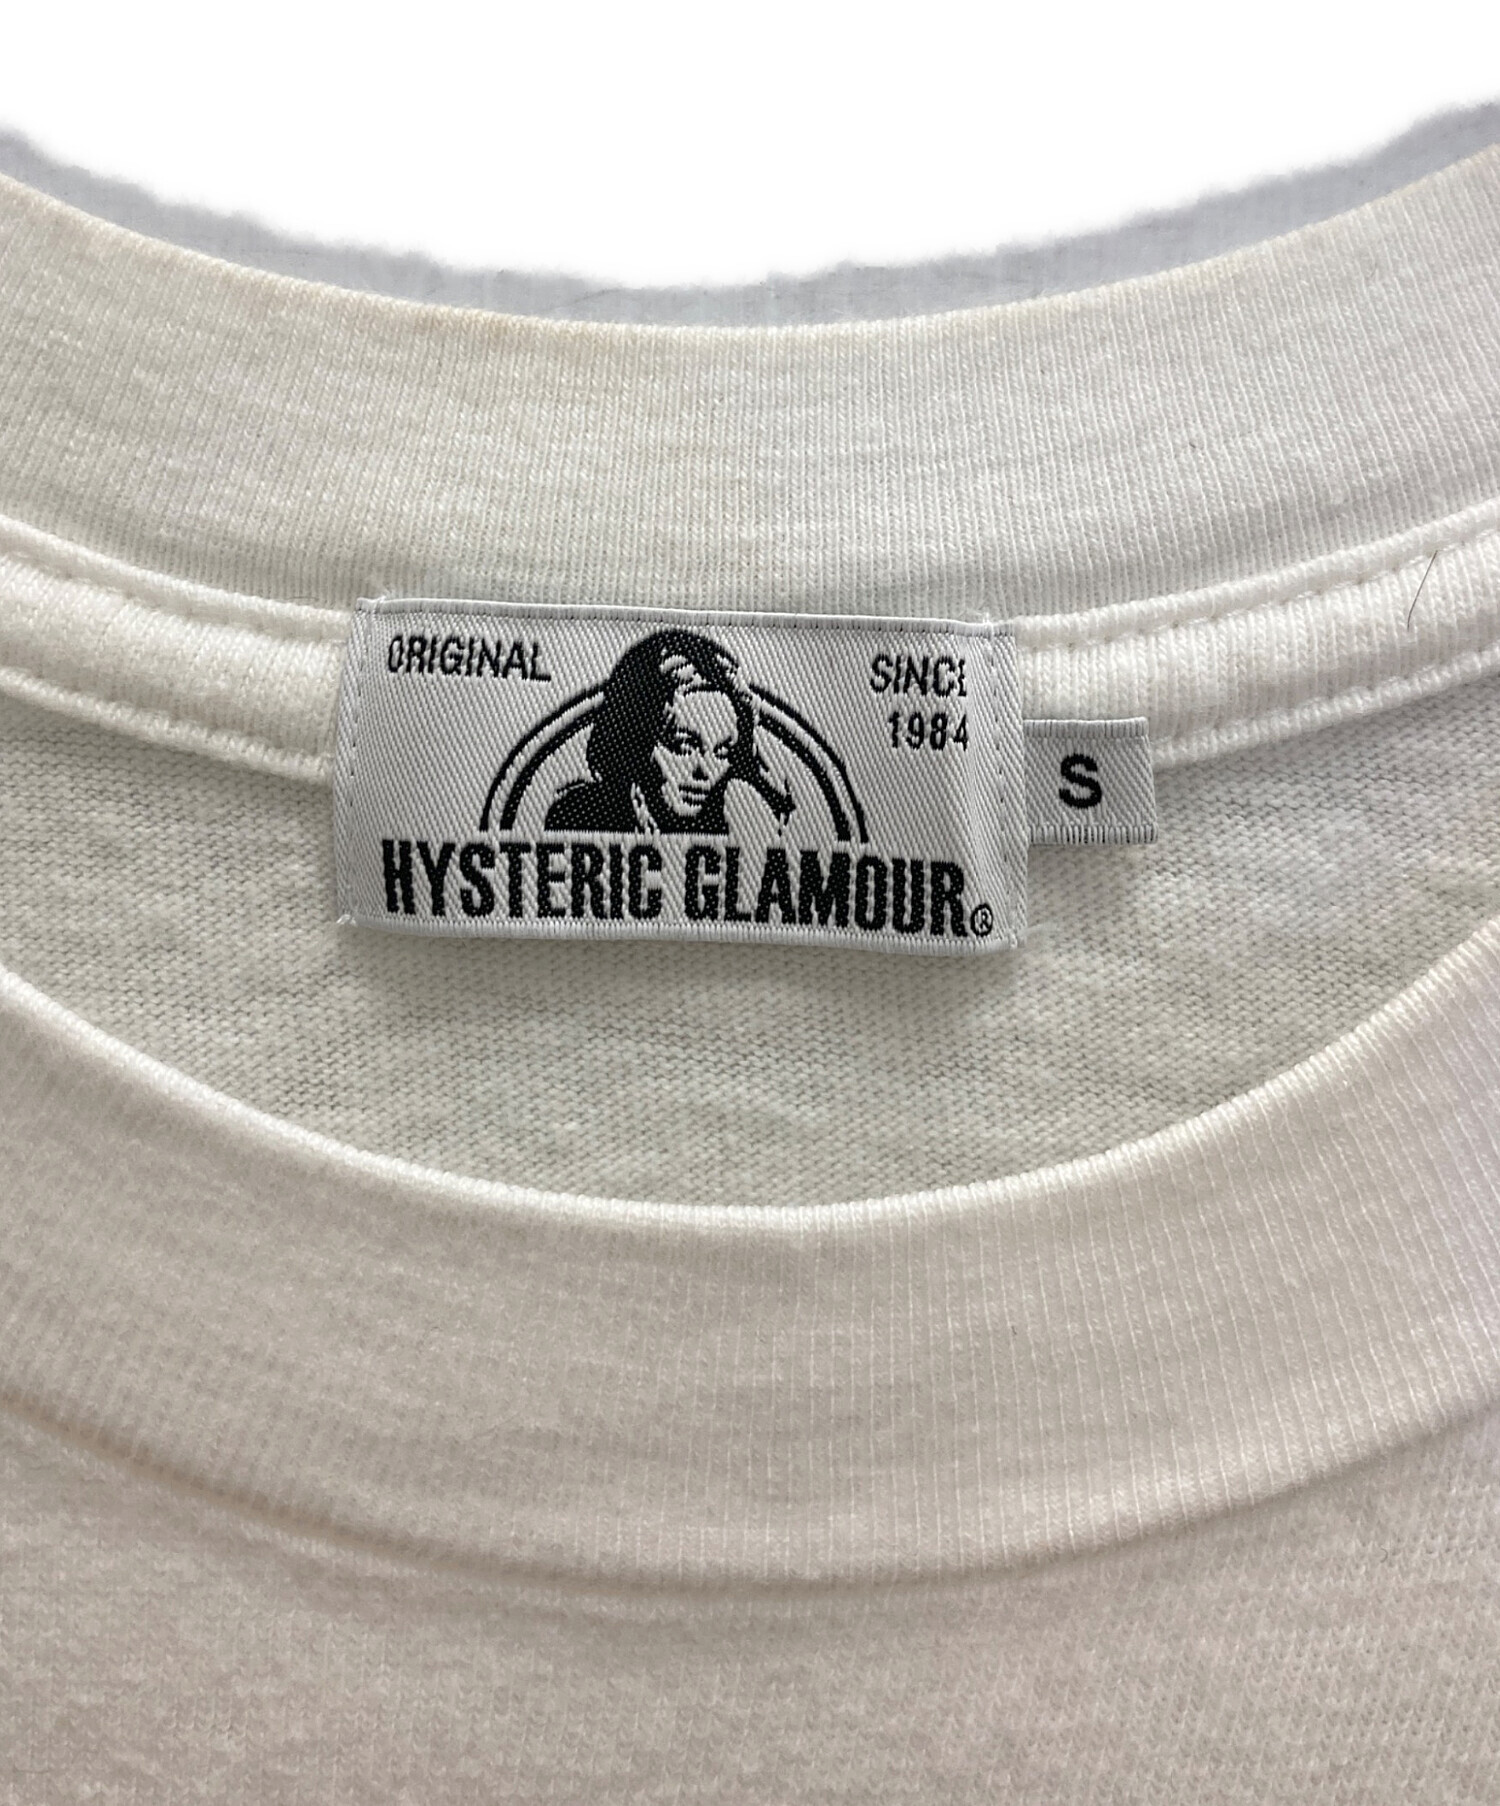 ORIGINAL
SINCE
1984
HYSTERIC GLAMOUR®
S